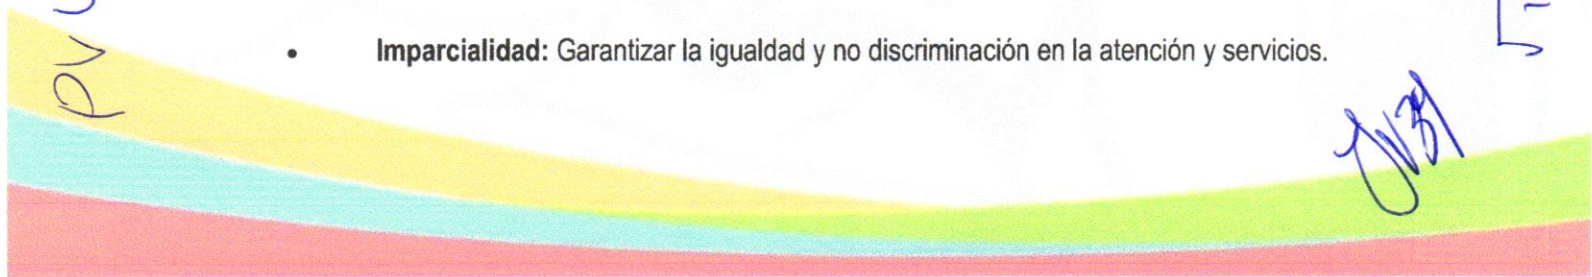 • Imparcialidad: Garantizar la igualdad y no discriminación en la atención y servicios.